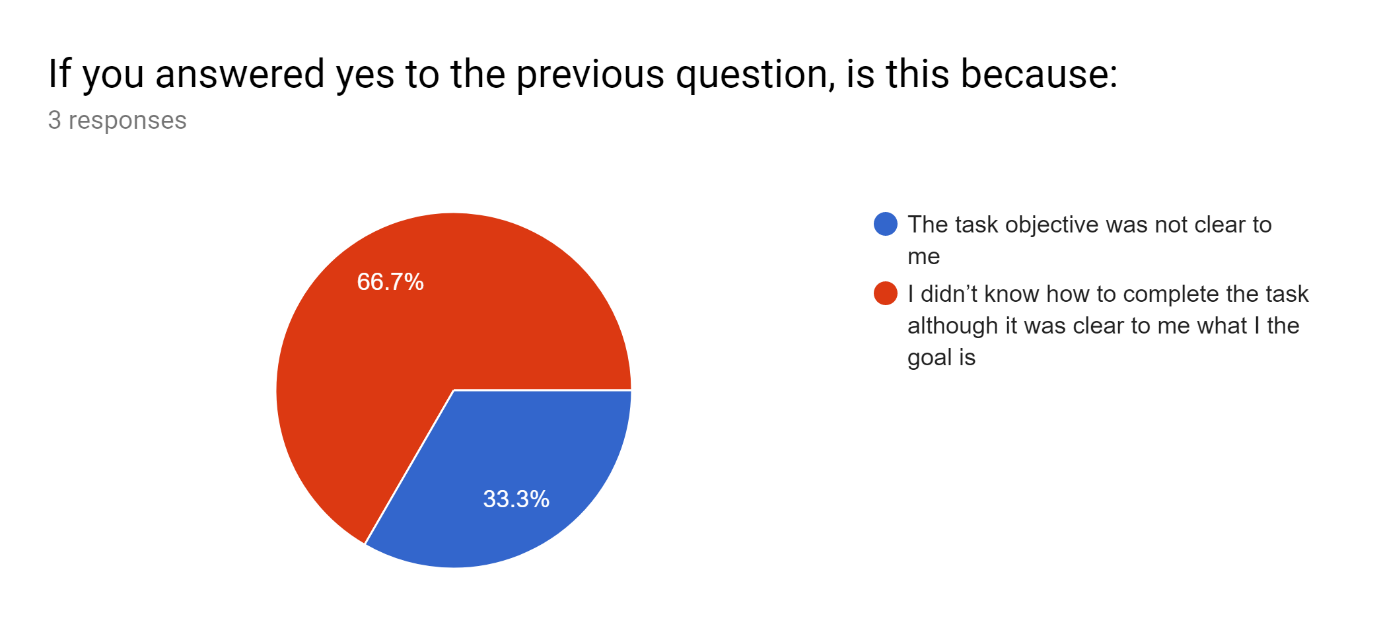 If you answered yes to the previous question, is this because:
3 responses
66.7%
33.3%
The task objective was not clear to
me
I didn’t know how to complete the task
although it was clear to me what I the
goal is